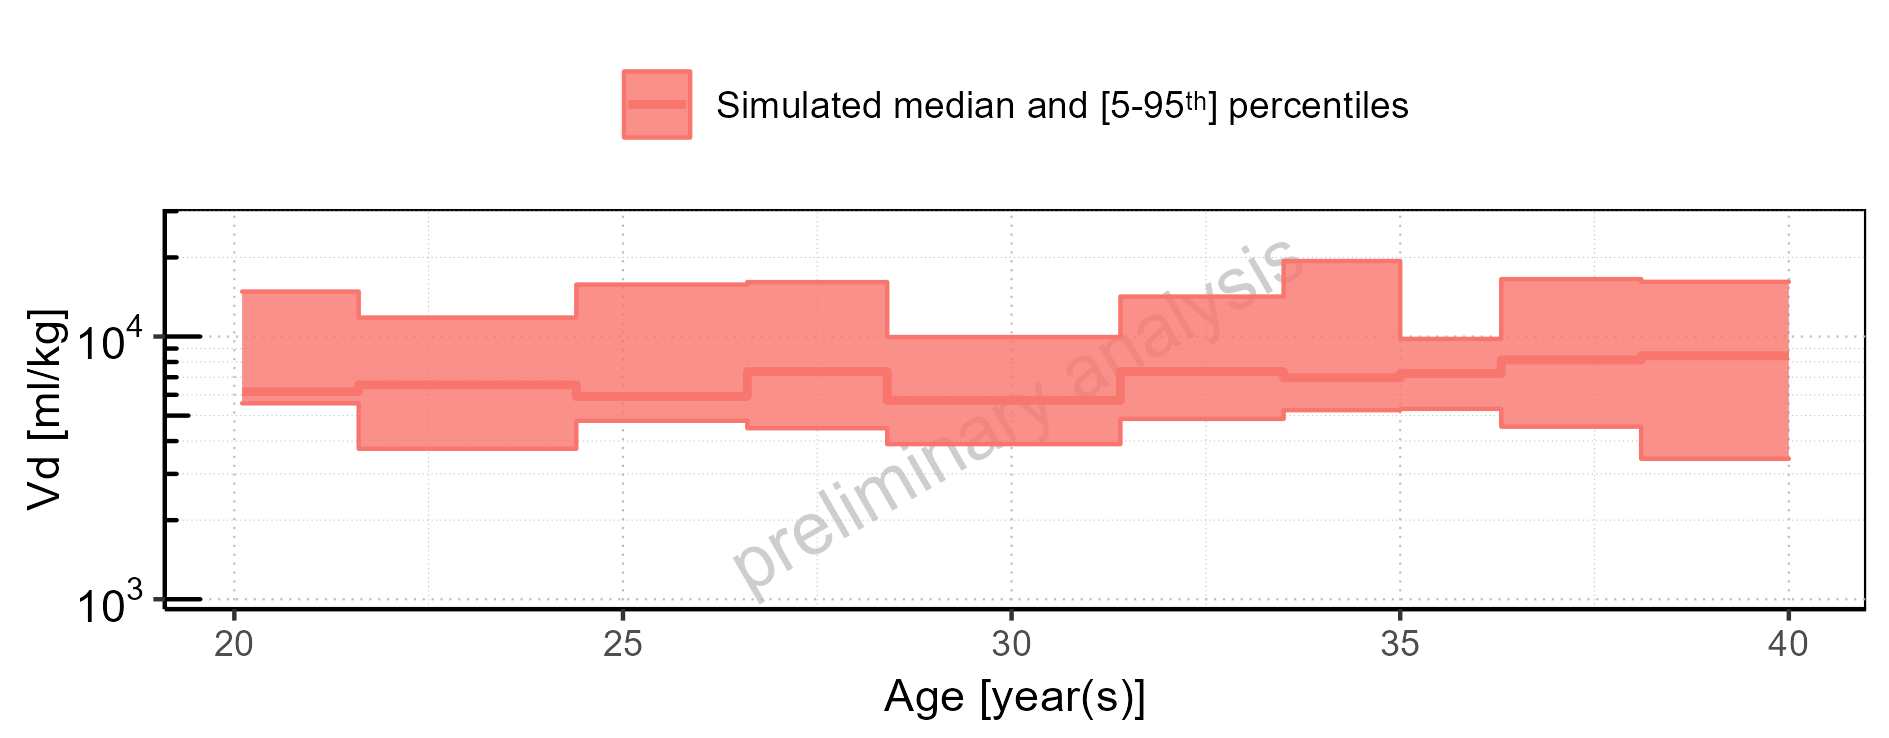 Simulated median and [5-95th] percentiles
Vd [ml/kg]
10^4
10^3
preliminary analysis
20 25 30 35 40
Age [year(s)]